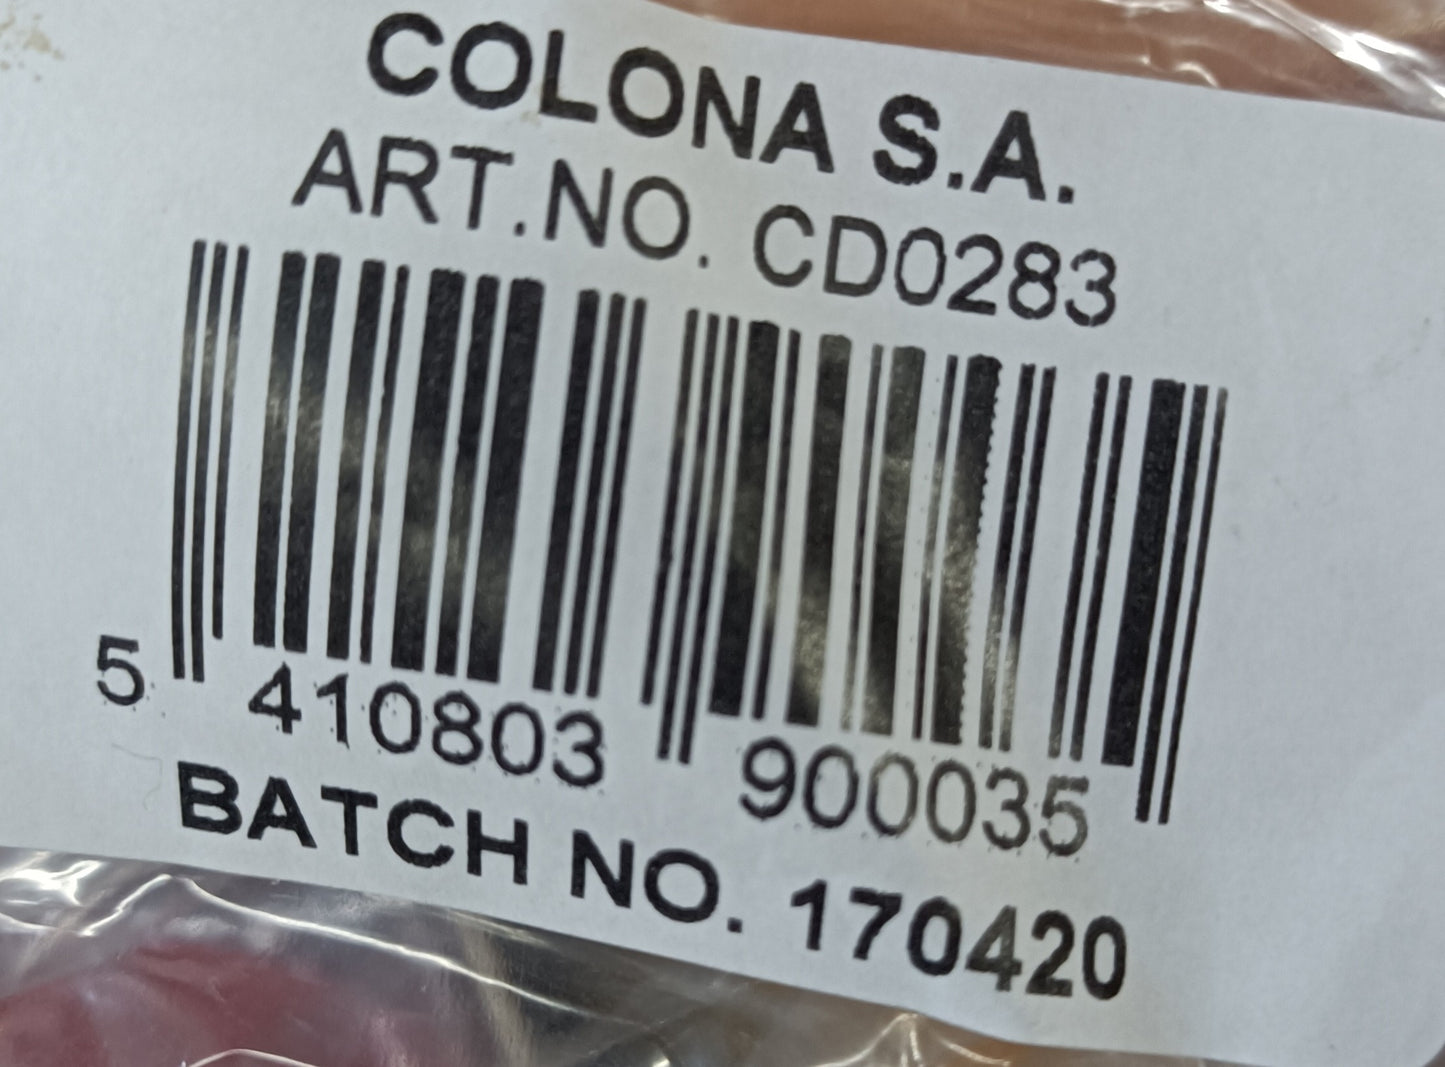 COLONA S.A.
ART.NO. CD0283
5 410803 900035
BATCH NO. 170420